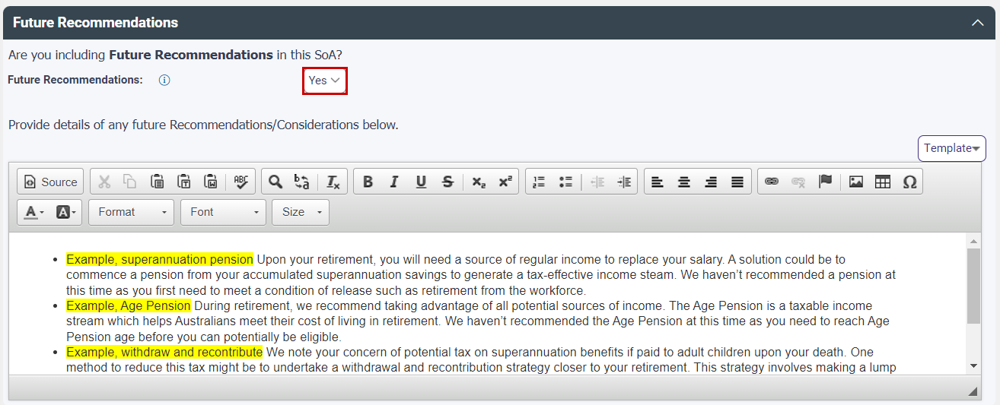 Future Recommendations
Are you including Future Recommendations in this SoA?
Future Recommendations:
Yes
Provide details of any future Recommendations/Considerations below.
Template
Source
ABC
b a
Tx
B I U S x₂ x²
Ω
A A Format Font Size
• Example, superannuation pension Upon your retirement, you will need a source of regular income to replace your salary. A solution could be to
commence a pension from your accumulated superannuation savings to generate a tax-effective income steam. We haven’t recommended a pension at
this time as you first need to meet a condition of release such as retirement from the workforce.
• Example, Age Pension During retirement, we recommend taking advantage of all potential sources of income. The Age Pension is a taxable income
stream which helps Australians meet their cost of living in retirement. We haven’t recommended the Age Pension at this time as you need to reach Age
Pension age before you can potentially be eligible.
• Example, withdraw and recontribute We note your concern of potential tax on superannuation benefits if paid to adult children upon your death. One
method to reduce this tax might be to undertake a withdrawal and recontribution strategy closer to your retirement. This strategy involves making a lump